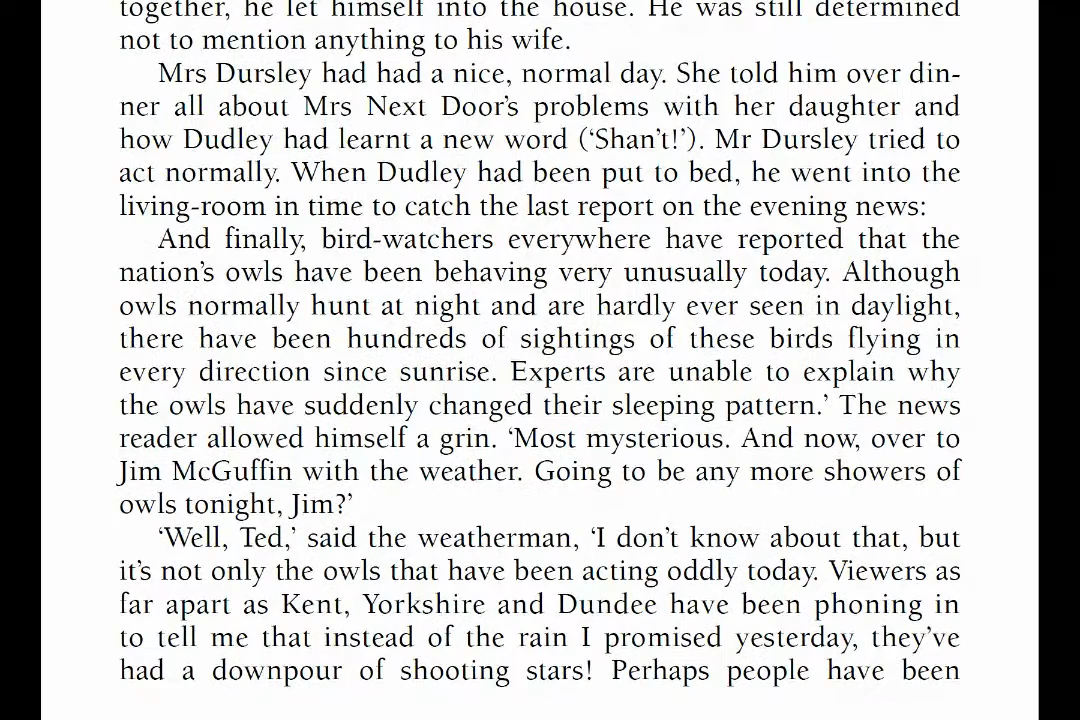 together, he let himself into the house. He was still determined
not to mention anything to his wife.
Mrs Dursley had had a nice, normal day. She told him over din-
ner all about Mrs Next Door’s problems with her daughter and
how Dudley had learnt a new word (‘Shan’t!’). Mr Dursley tried to
act normally. When Dudley had been put to bed, he went into the
living-room in time to catch the last report on the evening news:
And finally, bird-watchers everywhere have reported that the
nation’s owls have been behaving very unusually today. Although
owls normally hunt at night and are hardly ever seen in daylight,
there have been hundreds of sightings of these birds flying in
every direction since sunrise. Experts are unable to explain why
the owls have suddenly changed their sleeping pattern.’ The news
reader allowed himself a grin. ‘Most mysterious. And now, over to
Jim McGuffin with the weather. Going to be any more showers of
owls tonight, Jim?’
‘Well, Ted,’ said the weatherman, ‘I don’t know about that, but
it’s not only the owls that have been acting oddly today. Viewers as
far apart as Kent, Yorkshire and Dundee have been phoning in
to tell me that instead of the rain I promised yesterday, they’ve
had a downpour of shooting stars! Perhaps people have been